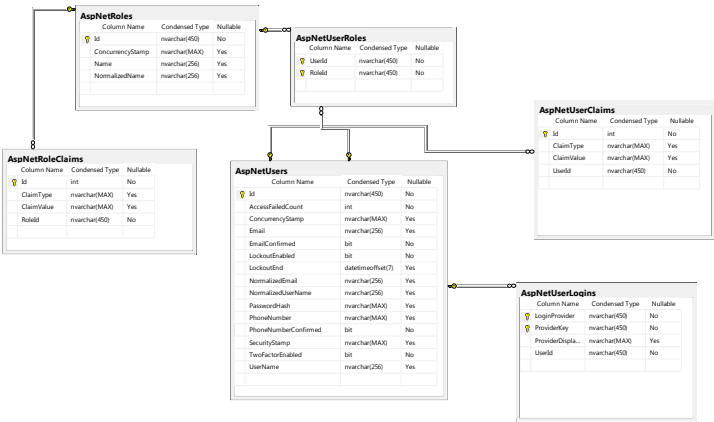 AspNetRoles
Column Name Condensed Type Nullable
Id nvarchar(450) No
ConcurrencyStamp nvarchar(MAX) Yes
Name nvarchar(256) Yes
NormalizedName nvarchar(256) Yes
AspNetUserRoles
Column Name Condensed Type Nullable
UserId nvarchar(450) No
RoleId nvarchar(450) No
AspNetUserClaims
Column Name Condensed Type Nullable
Id int No
ClaimType nvarchar(MAX) Yes
ClaimValue nvarchar(MAX) Yes
UserId nvarchar(450) No
AspNetRoleClaims
Column Name Condensed Type Nullable
Id int No
ClaimType nvarchar(MAX) Yes
ClaimValue nvarchar(MAX) Yes
RoleId nvarchar(450) No
AspNetUsers
Column Name Condensed Type Nullable
Id nvarchar(450) No
AccessFailedCount int No
ConcurrencyStamp nvarchar(MAX) Yes
Email nvarchar(256) Yes
EmailConfirmed bit No
LockoutEnabled bit No
LockoutEnd datetimeoffset(7) Yes
NormalizedEmail nvarchar(256) Yes
NormalizedUserName nvarchar(256) Yes
PasswordHash nvarchar(MAX) Yes
PhoneNumber nvarchar(MAX) Yes
PhoneNumberConfirmed bit No
SecurityStamp nvarchar(MAX) Yes
TwoFactorEnabled bit No
UserName nvarchar(256) Yes
AspNetUserLogins
Column Name Condensed Type Nullable
LoginProvider nvarchar(450) No
ProviderKey nvarchar(450) No
ProviderDispla... nvarchar(MAX) Yes
UserId nvarchar(450) No